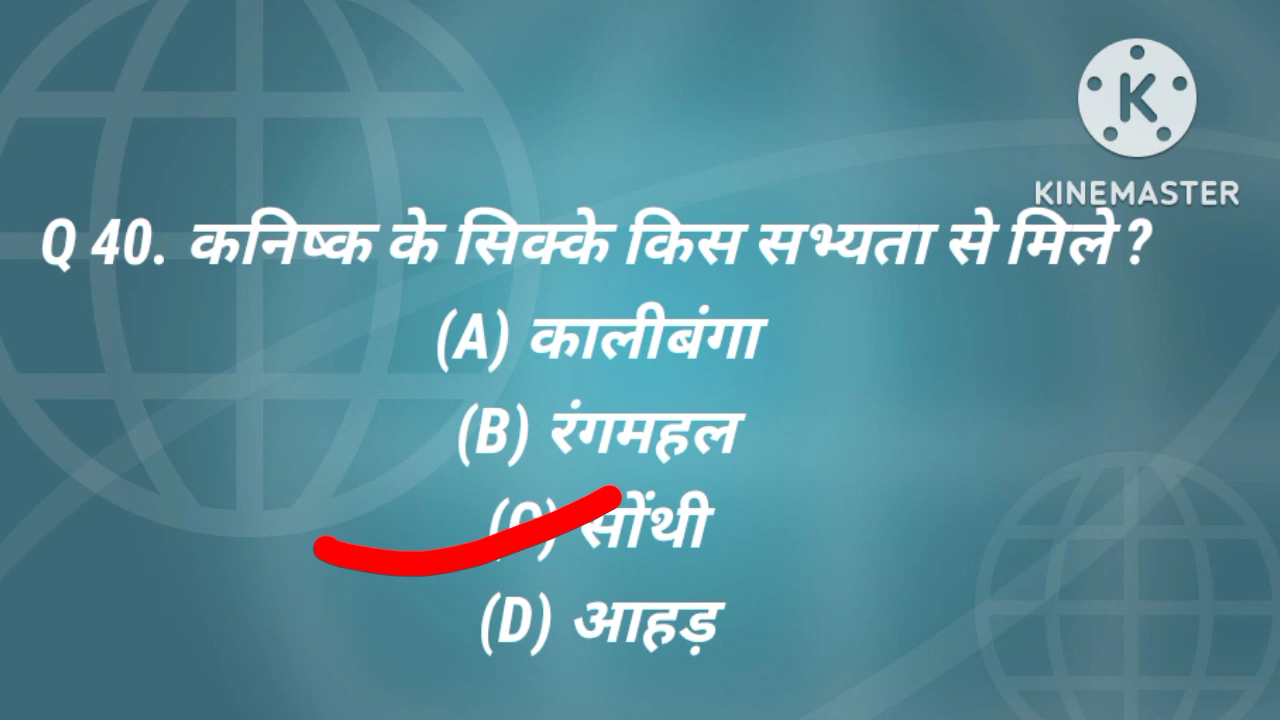 KINEMASTER
Q 40. कनिष्क के सिक्के किस सभ्यता से मिले?
(A) कालीबंगा
(B) रंगमहल
(C) सोंथी
(D) आहड़